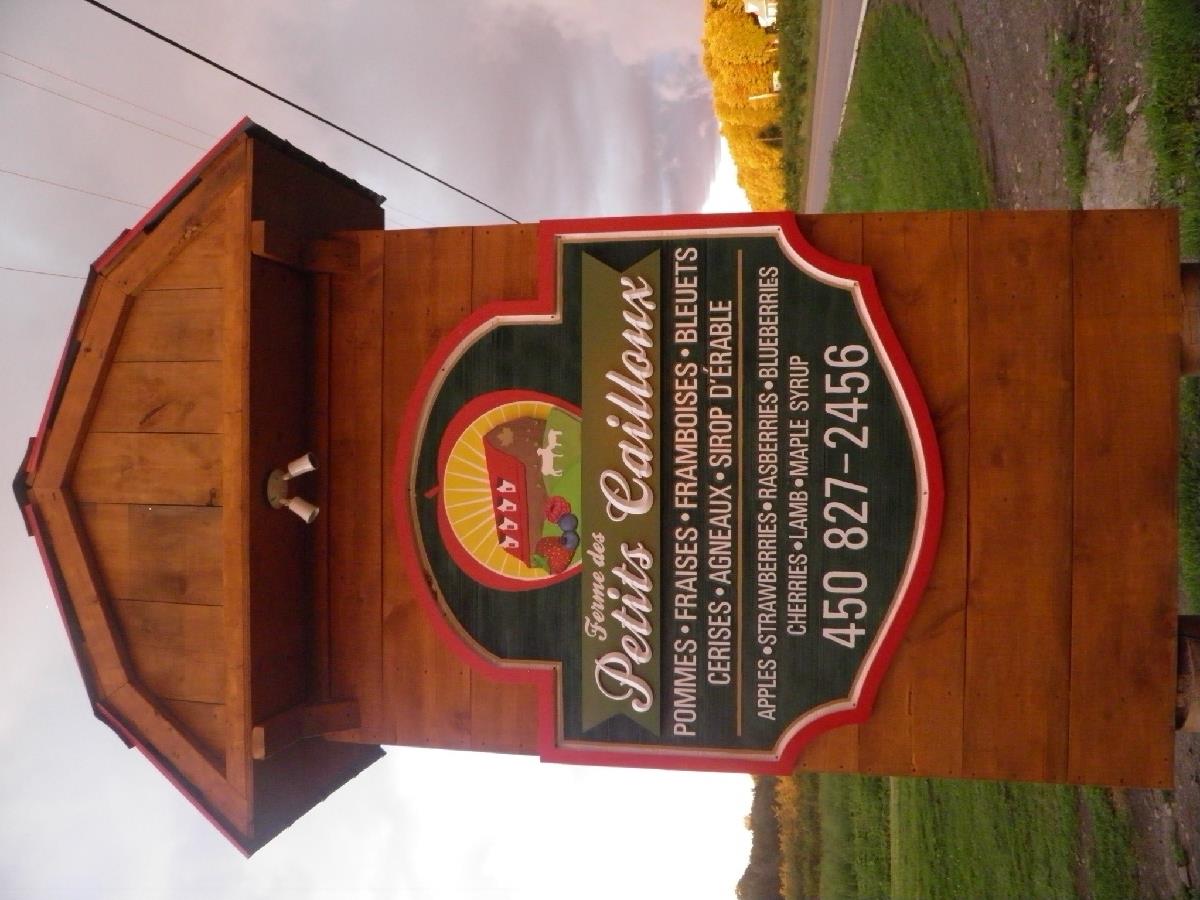 Ferme des
Petits Cailloux
POMMES • FRAISES • FRAMBOISES • BLEUETS
CERISES • AGNEAUX • SIROP D'ÉRABLE
APPLES • STRAWBERRIES • RASBERRIES • BLUEBERRIES
CHERRIES • LAMB • MAPLE SYRUP
450 827-2456